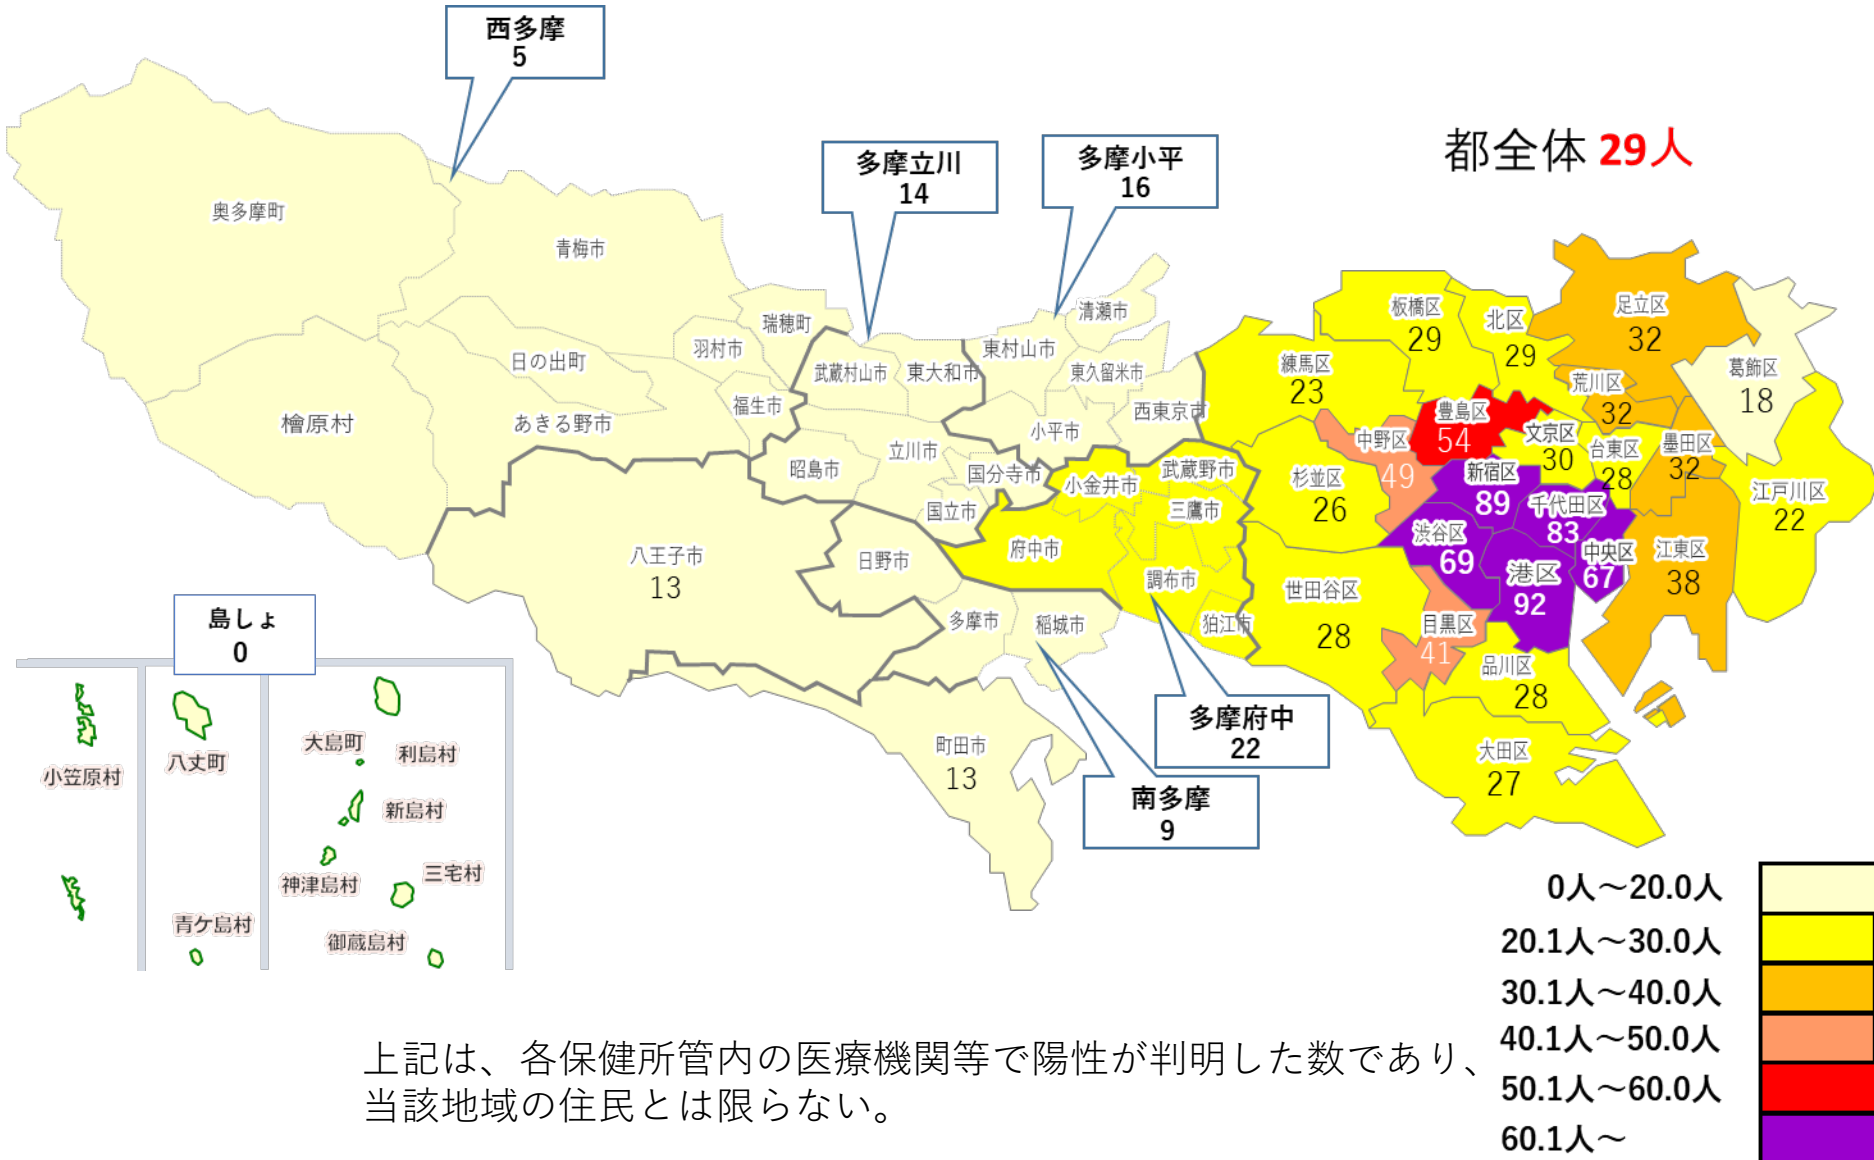 西多摩
5
多摩立川
14
多摩小平
16
都全体 29人
奥多摩町
青梅市
瑞穂町
羽村市
日の出町
福生市
あきる野市
檜原村
武蔵村山市
東大和市
東村山市
清瀬市
東久留米市
西東京市
小平市
立川市
昭島市
国分寺市
国立市
小金井市
武蔵野市
三鷹市
府中市
調布市
狛江市
八王子市
13
日野市
多摩市
稲城市
町田市
13
多摩府中
22
南多摩
9
板橋区
29
北区
29
足立区
32
葛飾区
18
練馬区
23
荒川区
32
豊島区
54
文京区
30
台東区
28
墨田区
32
中野区
49
杉並区
26
新宿区
89
千代田区
83
江戸川区
22
渋谷区
69
中央区
67
港区
92
江東区
38
世田谷区
28
目黒区
41
品川区
28
大田区
27
島しょ
0
小笠原村
八丈町
青ケ島村
大島町
利島村
新島村
神津島村
三宅村
御蔵島村
0人～20.0人
20.1人～30.0人
30.1人～40.0人
40.1人～50.0人
50.1人～60.0人
60.1人～
上記は、各保健所管内の医療機関等で陽性が判明した数であり、
当該地域の住民とは限らない。